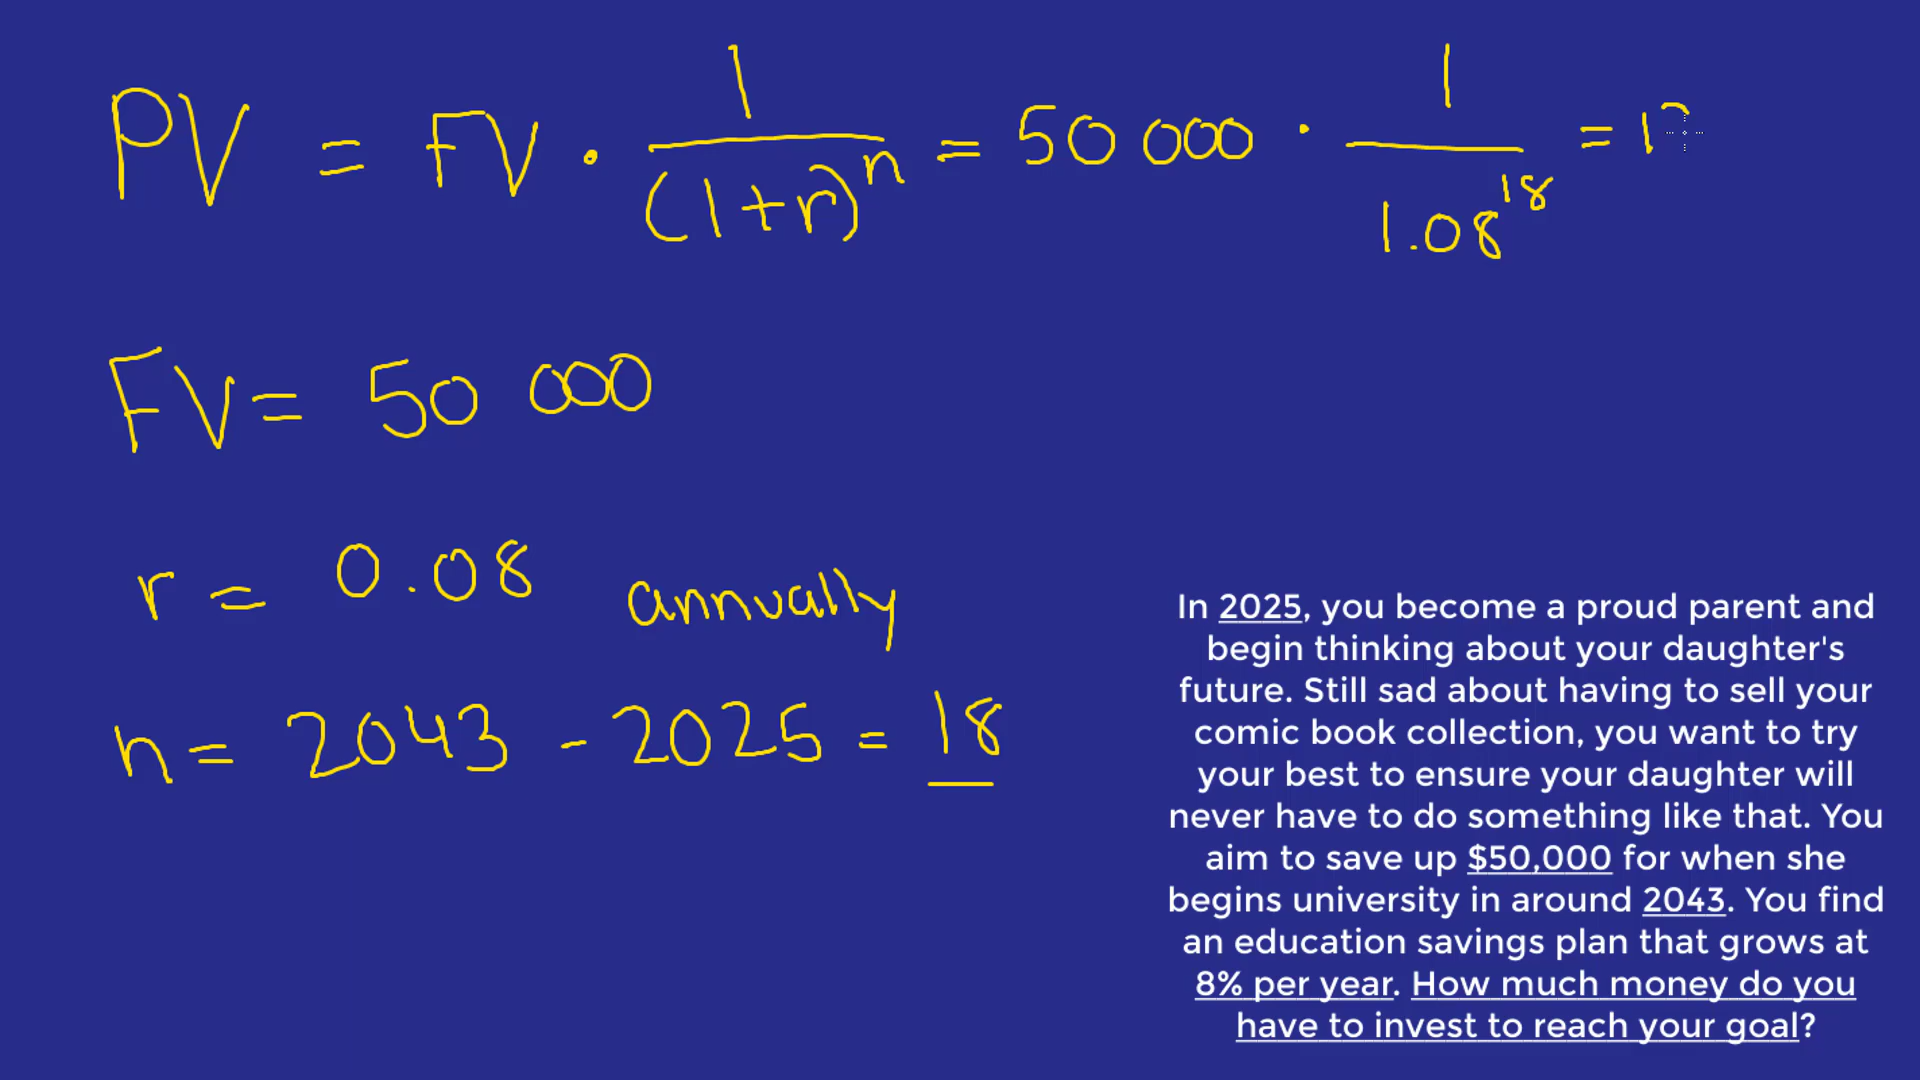 PV = FV · 1/(1+r)^n = 50 000 · 1/1.08^18 = 1
FV = 50 000
r = 0.08 annually
n = 2043 - 2025 = 18
In 2025, you become a proud parent and
begin thinking about your daughter's
future. Still sad about having to sell your
comic book collection, you want to try
your best to ensure your daughter will
never have to do something like that. You
aim to save up $50,000 for when she
begins university in around 2043. You find
an education savings plan that grows at
8% per year. How much money do you
have to invest to reach your goal?